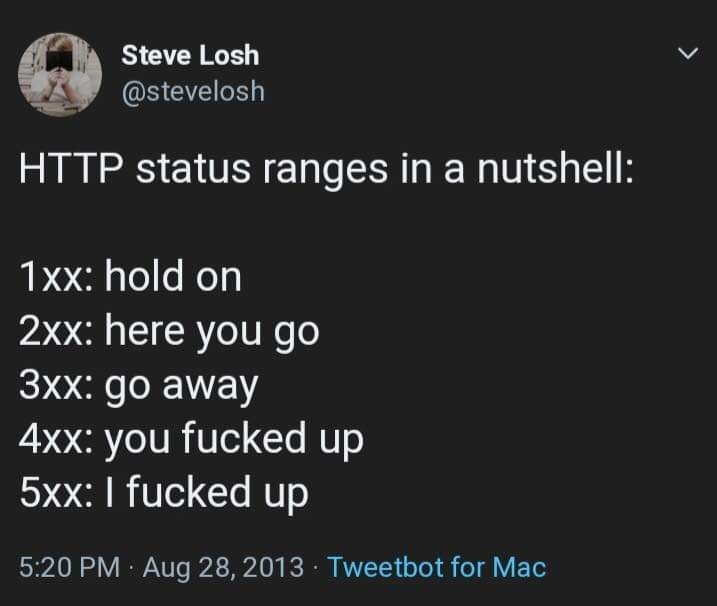 Steve Losh
@stevelosh
HTTP status ranges in a nutshell:
1xx: hold on
2xx: here you go
3xx: go away
4xx: you fucked up
5xx: I fucked up
5:20 PM · Aug 28, 2013 · Tweetbot for Mac